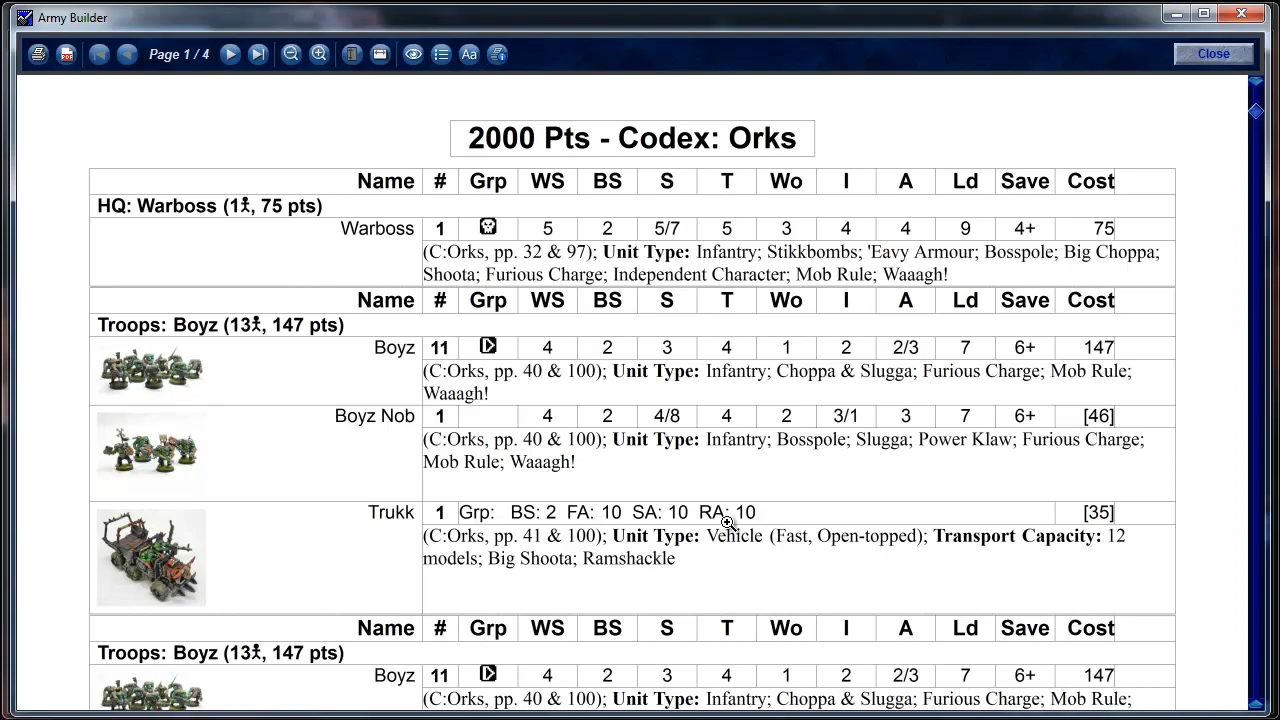 Army Builder
Page 1 / 4
Aa
Close
2000 Pts - Codex: Orks
Name # Grp WS BS S T Wo I A Ld Save Cost
HQ: Warboss (1, 75 pts)
Warboss 1 5 2 5/7 5 3 4 4 9 4+ 75
(C:Orks, pp. 32 & 97); Unit Type: Infantry; Stikkbombs; 'Eavy Armour; Bosspole; Big Choppa;
Shoota; Furious Charge; Independent Character; Mob Rule; Waaagh!
Name # Grp WS BS S T Wo I A Ld Save Cost
Troops: Boyz (13, 147 pts)
Boyz 11 4 2 3 4 1 2 2/3 7 6+ 147
(C:Orks, pp. 40 & 100); Unit Type: Infantry; Choppa & Slugga; Furious Charge; Mob Rule;
Waaagh!
Boyz Nob 1 4 2 4/8 4 2 3/1 3 7 6+ [46]
(C:Orks, pp. 40 & 100); Unit Type: Infantry; Bosspole; Slugga; Power Klaw; Furious Charge;
Mob Rule; Waaagh!
Trukk 1 Grp: BS: 2 FA: 10 SA: 10 RA: 10 [35]
(C:Orks, pp. 41 & 100); Unit Type: Vehicle (Fast, Open-topped); Transport Capacity: 12
models; Big Shoota; Ramshackle
Name # Grp WS BS S T Wo I A Ld Save Cost
Troops: Boyz (13, 147 pts)
Boyz 11 4 2 3 4 1 2 2/3 7 6+ 147
(C:Orks, pp. 40 & 100); Unit Type: Infantry; Choppa & Slugga; Furious Charge; Mob Rule;